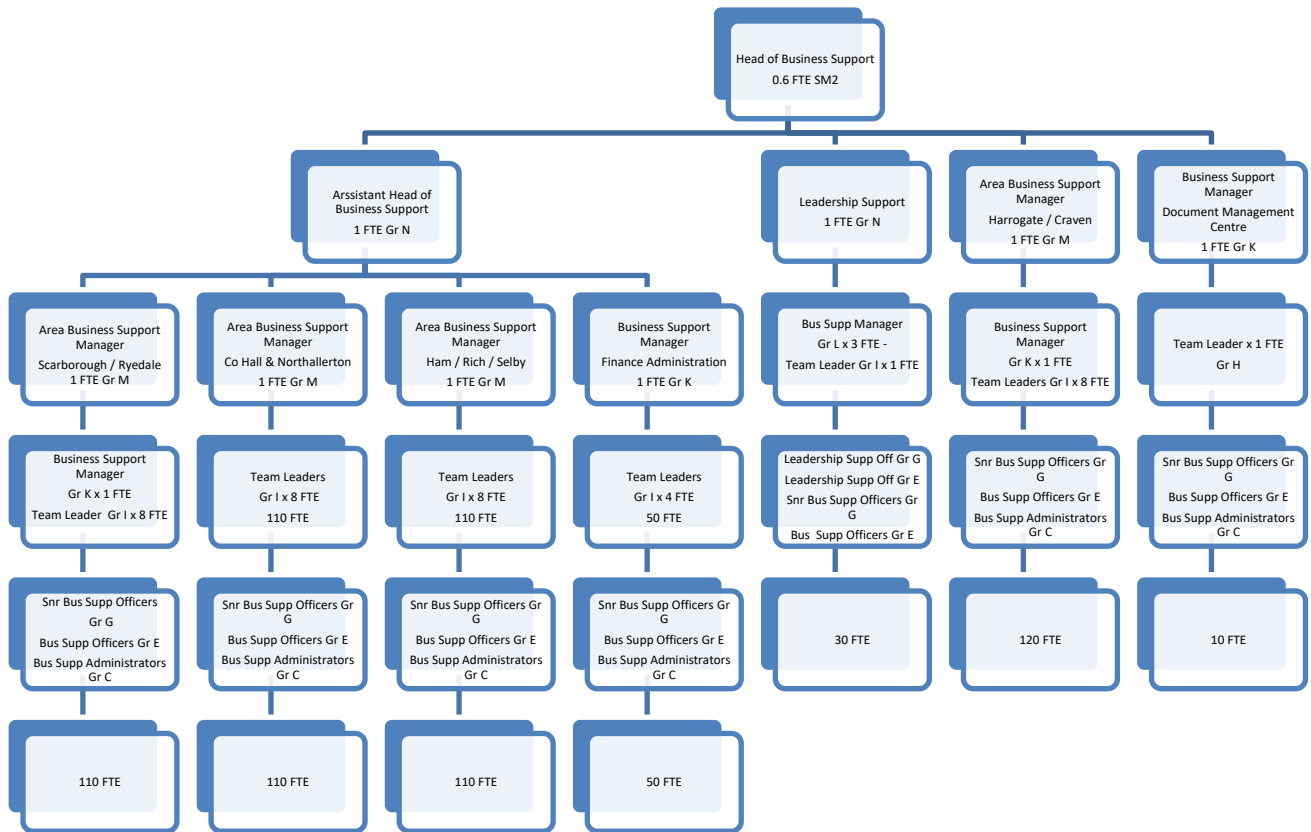 Head of Business Support
0.6 FTE SM2
Arssistant Head of
Business Support
1 FTE Gr N
Leadership Support
1 FTE Gr N
Area Business Support
Manager
Harrogate / Craven
1 FTE Gr M
Business Support
Manager
Document Management
Centre
1 FTE Gr K
Area Business Support
Manager
Scarborough / Ryedale
1 FTE Gr M
Area Business Support
Manager
Co Hall & Northallerton
1 FTE Gr M
Area Business Support
Manager
Ham / Rich / Selby
1 FTE Gr M
Business Support
Manager
Finance Administration
1 FTE Gr K
Bus Supp Manager
Gr L x 3 FTE -
Team Leader Gr I x 1 FTE
Business Support
Manager
Gr K x 1 FTE
Team Leaders Gr I x 8 FTE
Team Leader x 1 FTE
Gr H
Business Support
Manager
Gr K x 1 FTE
Team Leader Gr I x 8 FTE
Team Leaders
Gr I x 8 FTE
110 FTE
Team Leaders
Gr I x 8 FTE
110 FTE
Team Leaders
Gr I x 4 FTE
50 FTE
Leadership Supp Off Gr G
Leadership Supp Off Gr E
Snr Bus Supp Officers Gr
G
Bus Supp Officers Gr E
Snr Bus Supp Officers Gr
G
Bus Supp Officers Gr E
Bus Supp Administrators
Gr C
Snr Bus Supp Officers Gr
G
Bus Supp Officers Gr E
Bus Supp Administrators
Gr C
Snr Bus Supp Officers
Gr G
Bus Supp Officers Gr E
Bus Supp Administrators
Gr C
Snr Bus Supp Officers Gr
G
Bus Supp Officers Gr E
Bus Supp Administrators
Gr C
Snr Bus Supp Officers Gr
G
Bus Supp Officers Gr E
Bus Supp Administrators
Gr C
Snr Bus Supp Officers Gr
G
Bus Supp Officers Gr E
Bus Supp Administrators
Gr C
30 FTE
120 FTE
10 FTE
110 FTE
110 FTE
110 FTE
50 FTE